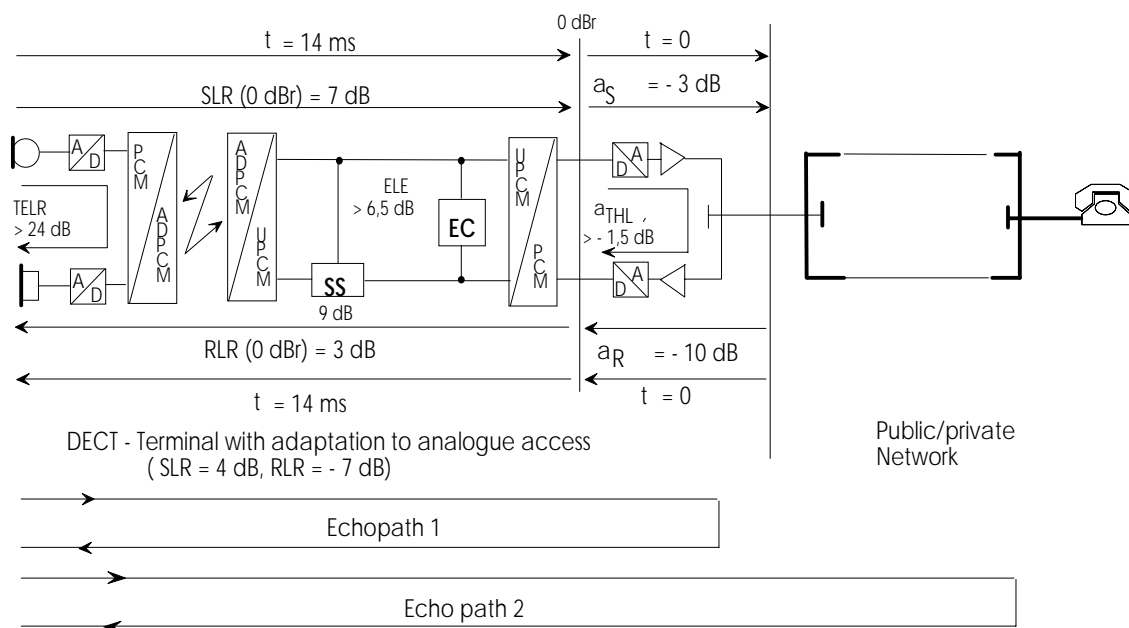 0 dBr
t = 14 ms
t = 0
SLR (0 dBr) = 7 dB
aS = - 3 dB
A
D
PCM
ADPCM
ADPCM
UPCM
ELE
> 6,5 dB
EC
UPCM
PCM
A
D
TELR
> 24 dB
aTHL ,
> - 1,5 dB
A
D
SS
9 dB
A
D
RLR (0 dBr) = 3 dB
aR = - 10 dB
t = 14 ms
t = 0
DECT - Terminal with adaptation to analogue access
( SLR = 4 dB, RLR = - 7 dB)
Public/private
Network
Echopath 1
Echo path 2